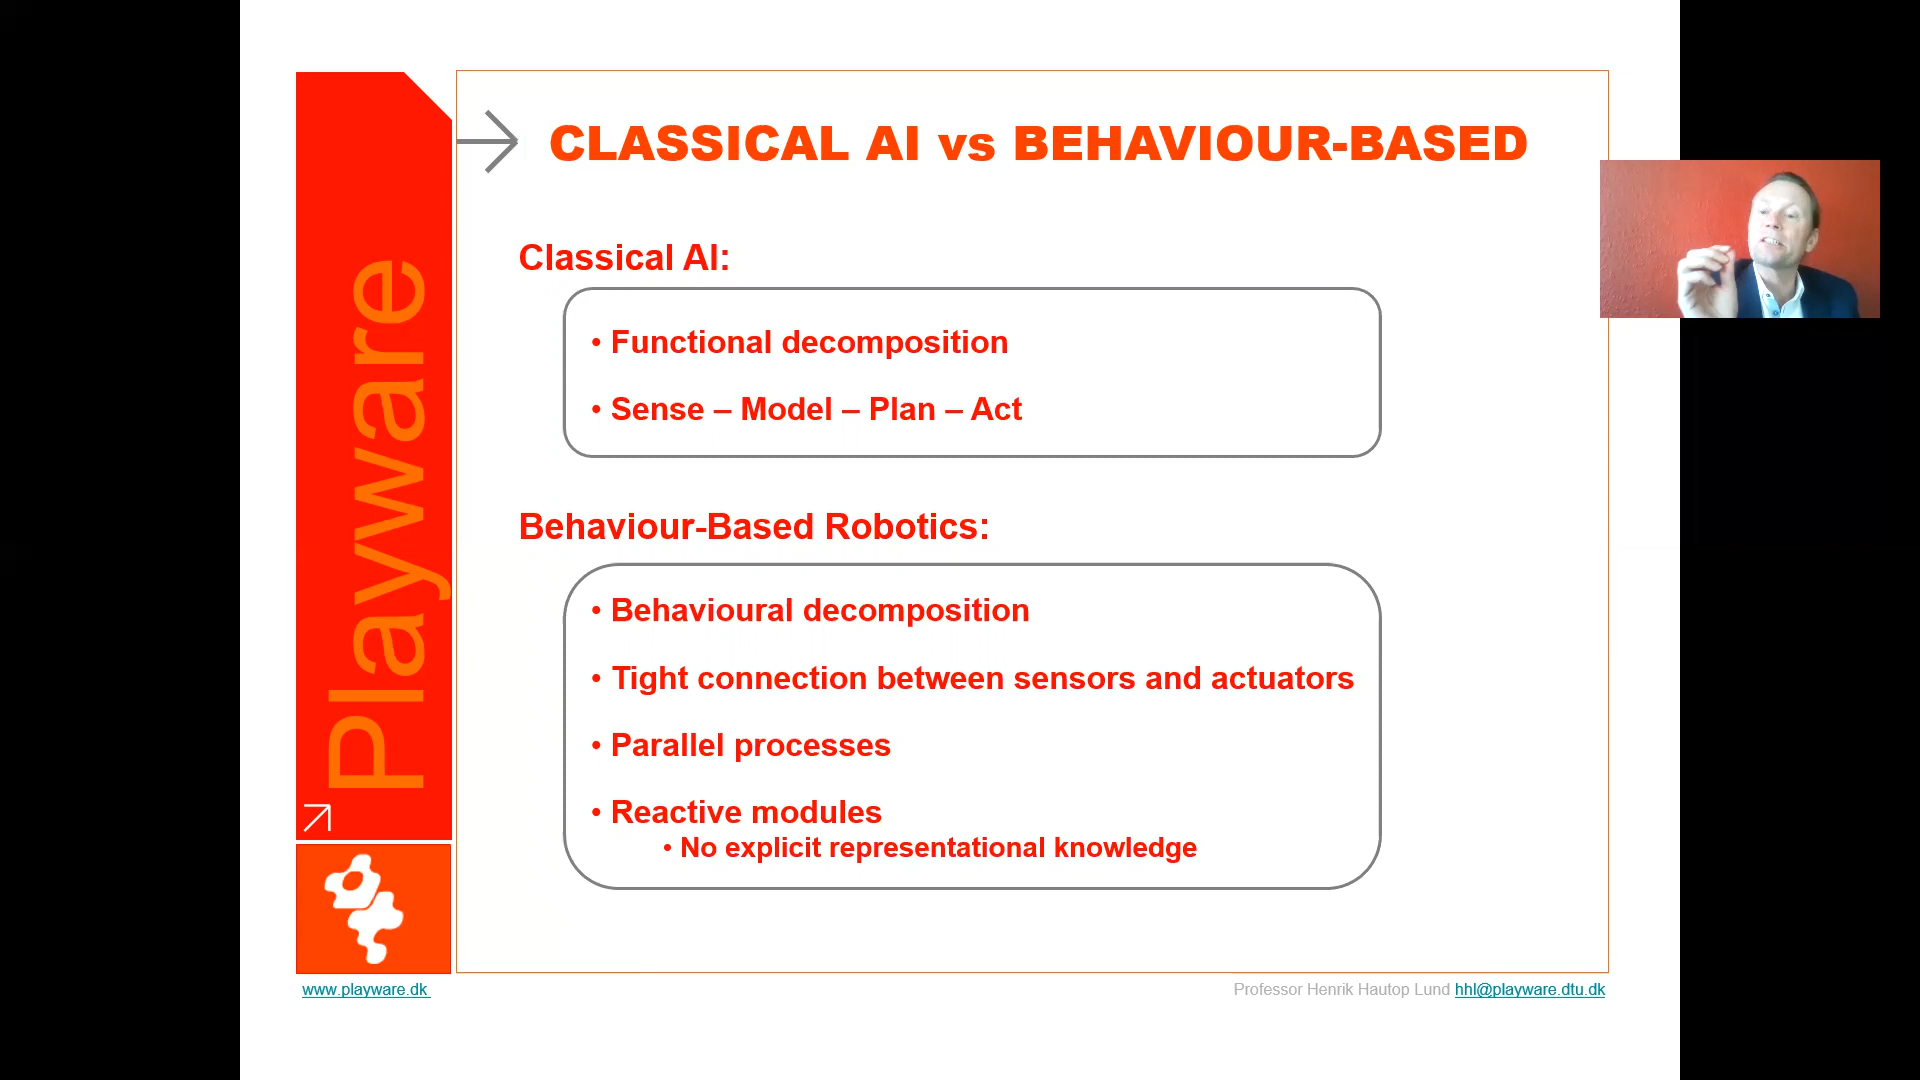 CLASSICAL AI vs BEHAVIOUR-BASED
Classical AI:
• Functional decomposition
• Sense – Model – Plan – Act
Behaviour-Based Robotics:
• Behavioural decomposition
• Tight connection between sensors and actuators
• Parallel processes
• Reactive modules
• No explicit representational knowledge
Playware
www.playware.dk
Professor Henrik Hautop Lund hhl@playware.dtu.dk